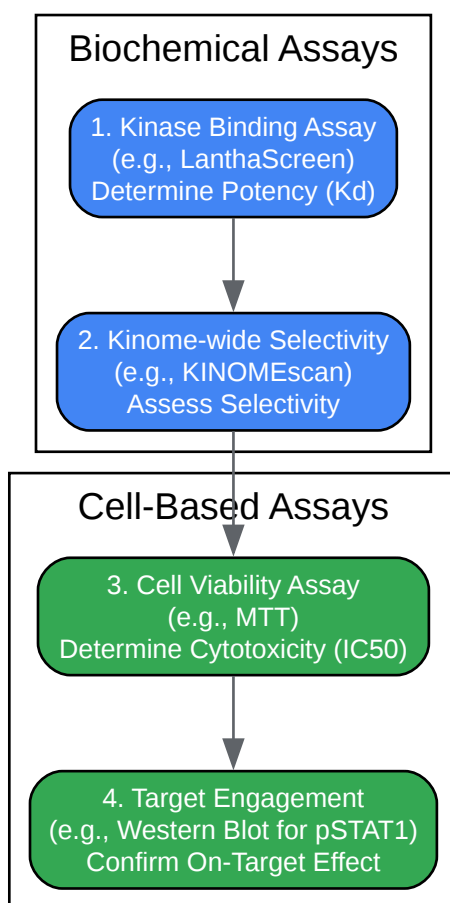 Biochemical Assays
1. Kinase Binding Assay
(e.g., LanthaScreen)
Determine Potency (Kd)
2. Kinome-wide Selectivity
(e.g., KINOMEscan)
Assess Selectivity
Cell-Based Assays
3. Cell Viability Assay
(e.g., MTT)
Determine Cytotoxicity (IC50)
4. Target Engagement
(e.g., Western Blot for pSTAT1)
Confirm On-Target Effect